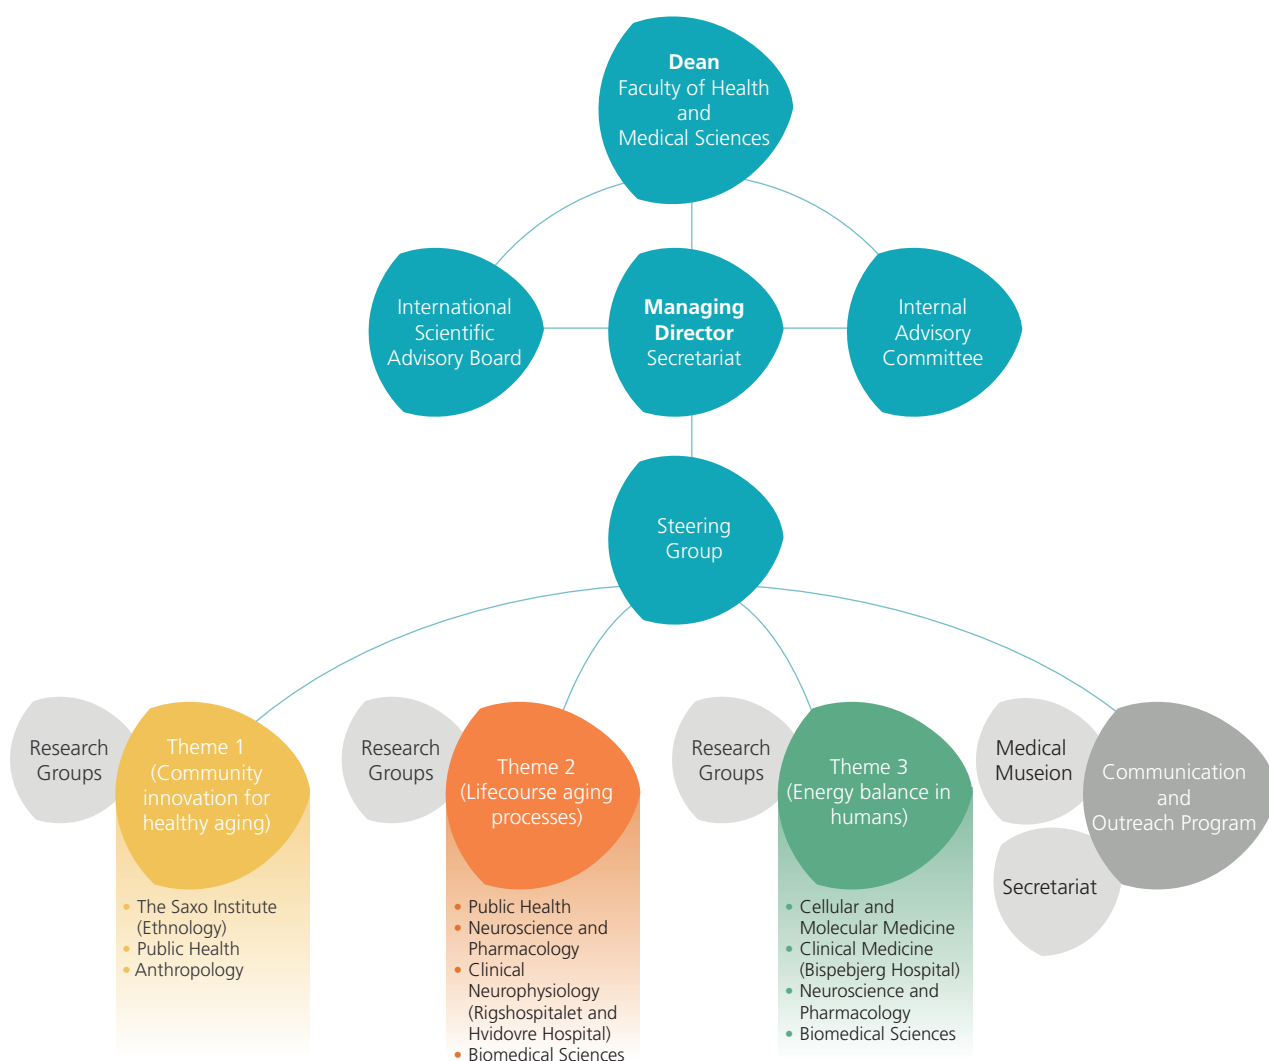 Dean
Faculty of Health
and
Medical Sciences
International
Scientific
Advisory Board
Managing
Director
Secretariat
Internal
Advisory
Committee
Steering
Group
Research
Groups
Theme 1
(Community
innovation for
healthy aging)
• The Saxo Institute
(Ethnology)
• Public Health
• Anthropology
Research
Groups
Theme 2
(Lifecourse aging
processes)
• Public Health
• Neuroscience and
Pharmacology
• Clinical
Neurophysiology
(Rigshospitalet and
Hvidovre Hospital)
• Biomedical Sciences
Research
Groups
Theme 3
(Energy balance in
humans)
• Cellular and
Molecular Medicine
• Clinical Medicine
(Bispebjerg Hospital)
• Neuroscience and
Pharmacology
• Biomedical Sciences
Medical
Museion
Secretariat
Communication
and
Outreach Program